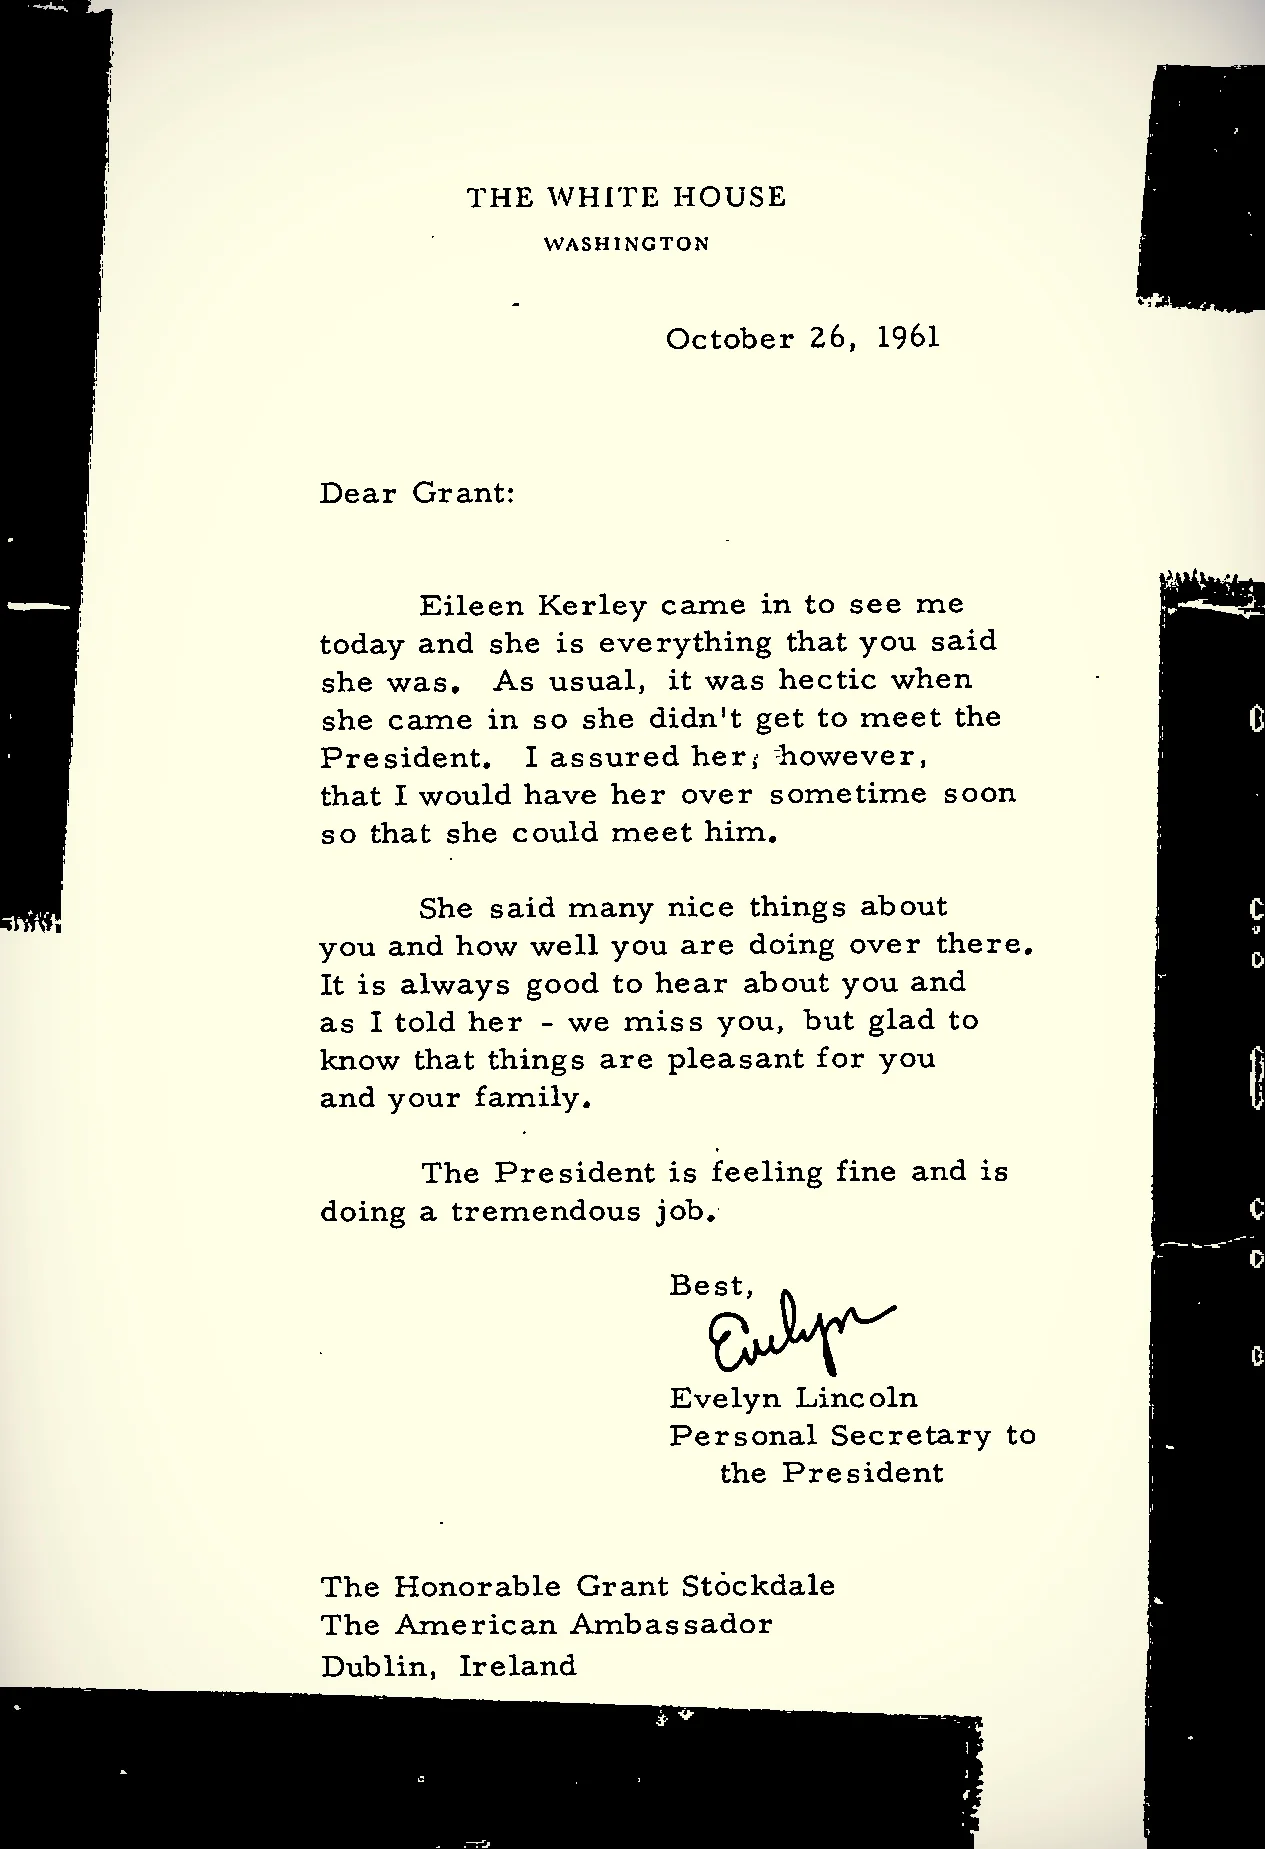 THE WHITE HOUSE
WASHINGTON
October 26, 1961
Dear Grant:
Eileen Kerley came in to see me
today and she is everything that you said
she was. As usual, it was hectic when
she came in so she didn't get to meet the
President. I assured her, however,
that I would have her over sometime soon
so that she could meet him.
She said many nice things about
you and how well you are doing over there.
It is always good to hear about you and
as I told her - we miss you, but glad to
know that things are pleasant for you
and your family.
The President is feeling fine and is
doing a tremendous job.
Best,
Evelyn
Evelyn Lincoln
Personal Secretary to
the President
The Honorable Grant Stockdale
The American Ambassador
Dublin, Ireland